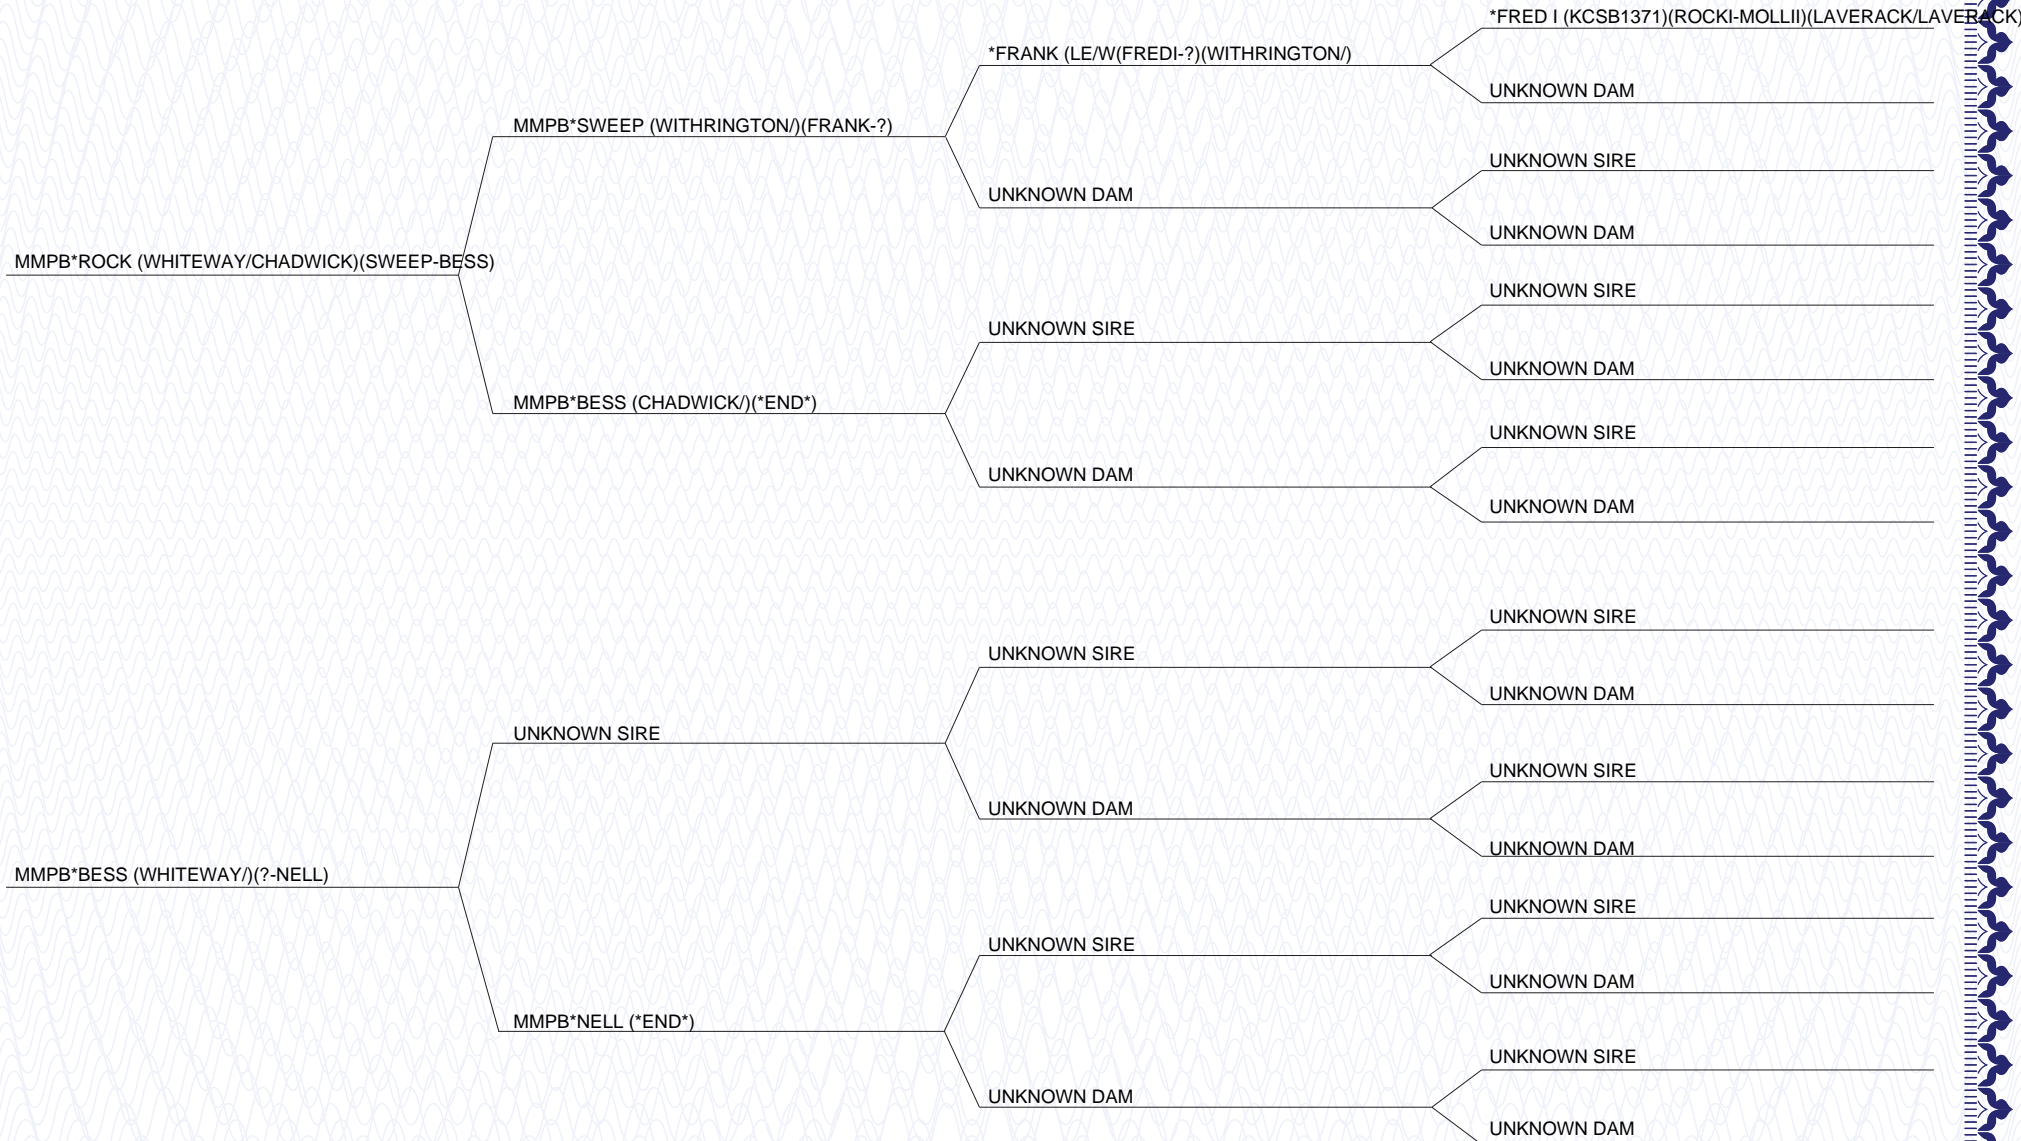 *FRED I (KCSB1371)(ROCKI-MOLLII)(LAVERACK/LAVERACK)
*FRANK (LE/W(FREDI-?)(WITHRINGTON/)
UNKNOWN DAM
MMPB*SWEEP (WITHRINGTON/)(FRANK-?)
UNKNOWN SIRE
UNKNOWN DAM
UNKNOWN DAM
MMPB*ROCK (WHITEWAY/CHADWICK)(SWEEP-BESS)
UNKNOWN SIRE
UNKNOWN SIRE
UNKNOWN DAM
MMPB*BESS (CHADWICK/)(*END*)
UNKNOWN SIRE
UNKNOWN DAM
UNKNOWN DAM
UNKNOWN SIRE
UNKNOWN SIRE
UNKNOWN DAM
UNKNOWN SIRE
UNKNOWN SIRE
UNKNOWN DAM
UNKNOWN DAM
MMPB*BESS (WHITEWAY/)(?-NELL)
UNKNOWN SIRE
UNKNOWN SIRE
UNKNOWN DAM
MMPB*NELL (*END*)
UNKNOWN SIRE
UNKNOWN DAM
UNKNOWN DAM